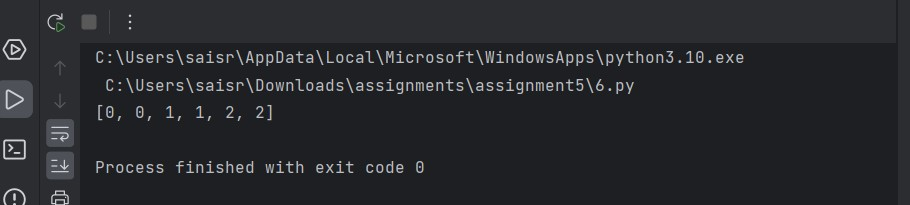 C:\Users\saisr\AppData\Local\Microsoft\WindowsApps\python3.10.exe
C:\Users\saisr\Downloads\assignments\assignment5\6.py
[0, 0, 1, 1, 2, 2]
Process finished with exit code 0